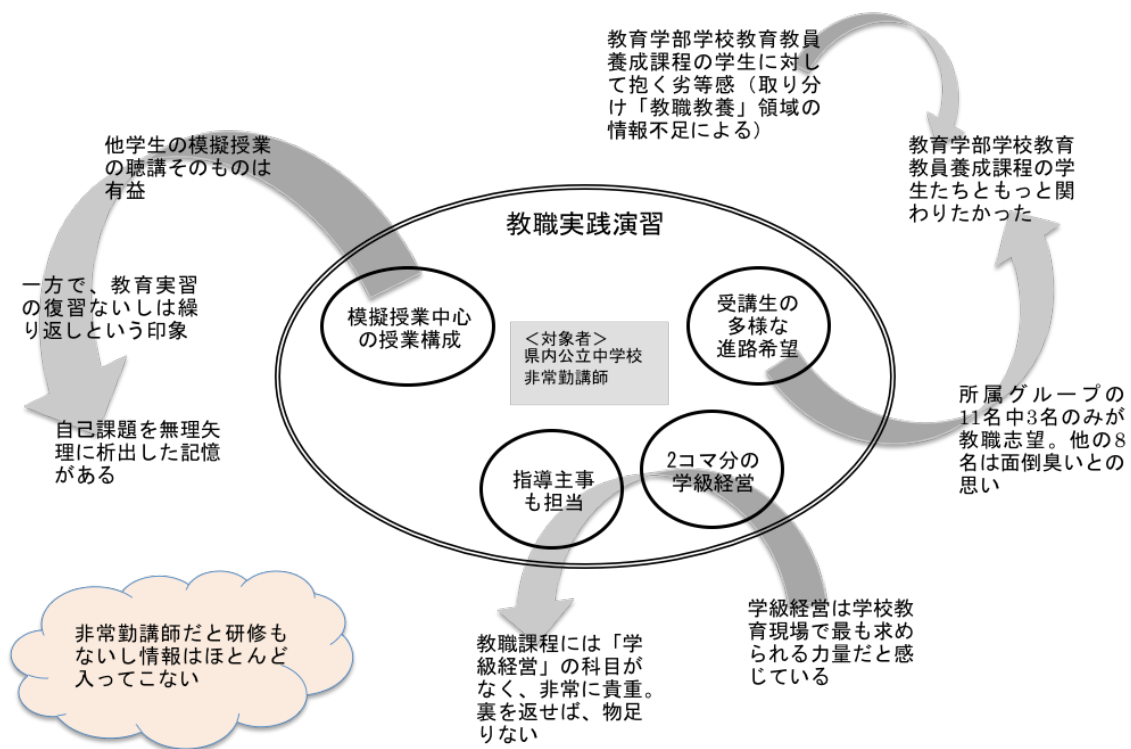 教育学部学校教育教員
養成課程の学生に対し
て抱く劣等感（取り分
け「教職教養」領域の
情報不足による）
他学生の模擬授業
の聴講そのものは
有益
教育学部学校教育
教員養成課程の学
生たちともっと関
わりたかった
教職実践演習
一方で、教育実習
の復習ないしは繰
り返しという印象
模擬授業中心
の授業構成
＜対象者＞
県内公立中学校
非常勤講師
受講生の
多様な
進路希望
自己課題を無理矢
理に析出した記憶
がある
所属グループの
11名中3名のみが
教職志望。他の8
名は面倒臭いとの
思い
指導主事
も担当
2コマ分の
学級経営
非常勤講師だと研修も
ないし情報はほとんど
入ってこない
教職課程には「学
級経営」の科目が
なく、非常に貴重。
裏を返せば、物足
りない
学級経営は学校教
育現場で最も求め
られる力量だと感
じている